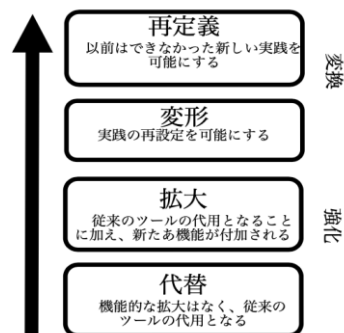 再定義
以前はできなかった新しい実践を
可能にする
変換
変形
実践の再設定を可能にする
拡大
従来のツールの代用となること
に加え、新たあ機能が付加される
強化
代替
機能的な拡大はなく、従来の
ツールの代用となる